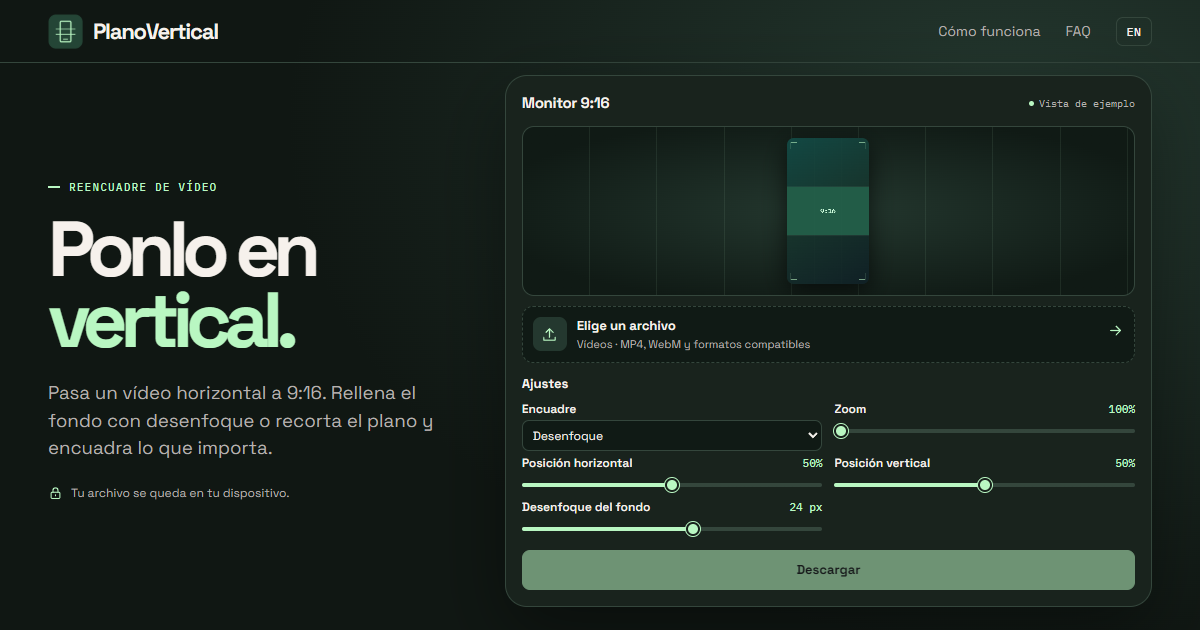 PlanoVertical
Cómo funciona
FAQ
EN
REENCUADRE DE VÍDEO
Ponlo en
vertical.
Pasa un vídeo horizontal a 9:16. Rellena el
fondo con desenfoque o recorta el plano y
encuadra lo que importa.
Tu archivo se queda en tu dispositivo.
Monitor 9:16
Vista de ejemplo
9:16
Elige un archivo
Vídeos · MP4, WebM y formatos compatibles
Ajustes
Encuadre
Desenfoque
Zoom
100%
Posición horizontal
50%
Posición vertical
50%
Desenfoque del fondo
24 px
Descargar